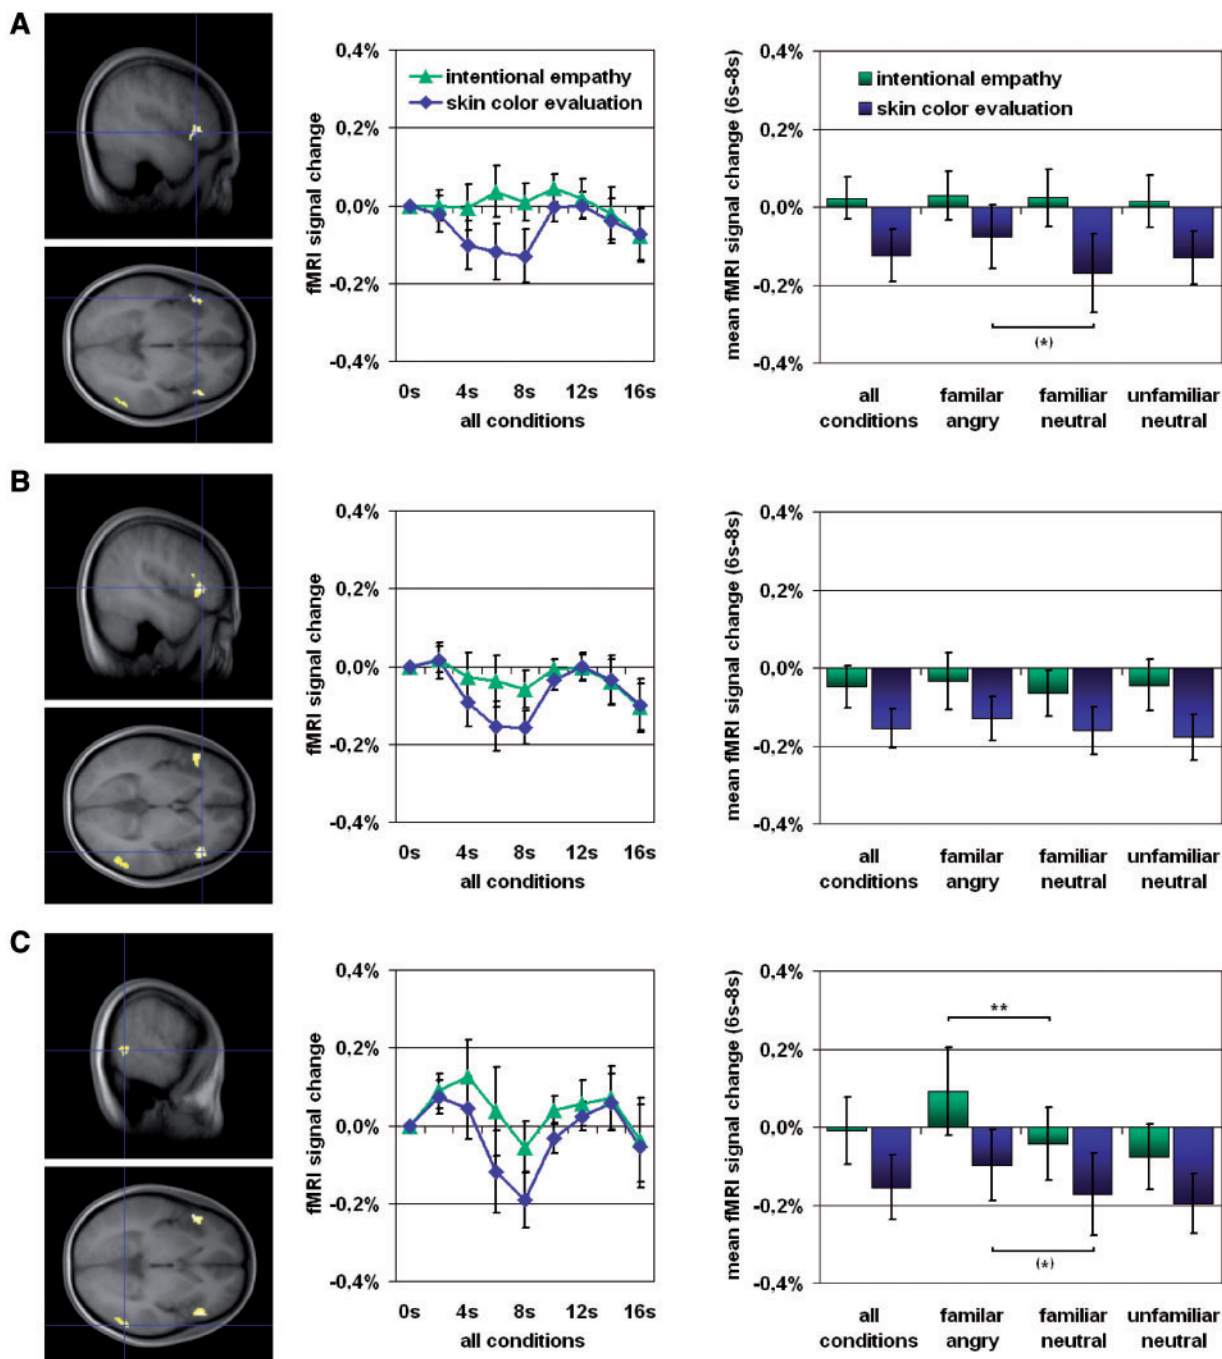 A
0,4%
0,2%
0,0%
-0,2%
-0,4%
fMRI signal change
intentional empathy
skin color evaluation
0s 4s 8s 12s 16s
all conditions
0,4%
0,2%
0,0%
-0,2%
-0,4%
mean fMRI signal change (6s-8s)
intentional empathy
skin color evaluation
(*)
all familar familiar unfamiliar
conditions angry neutral neutral
B
0,4%
0,2%
0,0%
-0,2%
-0,4%
fMRI signal change
0s 4s 8s 12s 16s
all conditions
0,4%
0,2%
0,0%
-0,2%
-0,4%
mean fMRI signal change (6s-8s)
all familar familiar unfamiliar
conditions angry neutral neutral
C
0,4%
0,2%
0,0%
-0,2%
-0,4%
fMRI signal change
0s 4s 8s 12s 16s
all conditions
0,4%
0,2%
0,0%
-0,2%
-0,4%
mean fMRI signal change (6s-8s)
**
(*)
all familar familiar unfamiliar
conditions angry neutral neutral